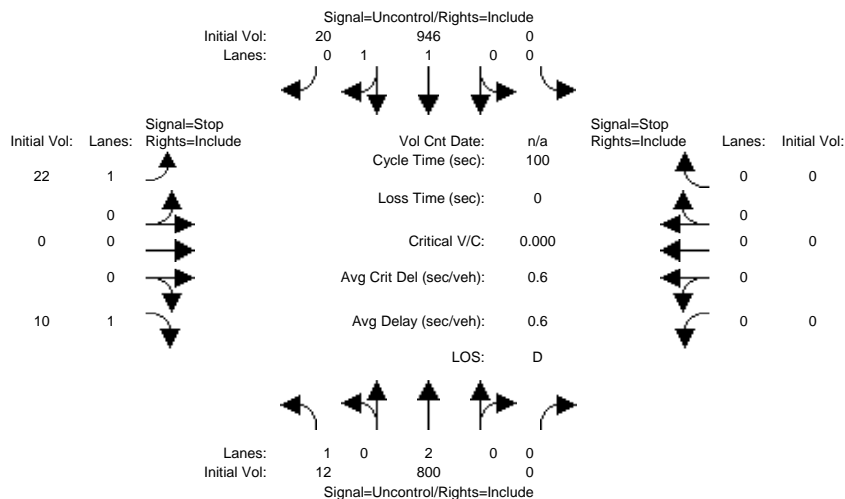 Signal=Uncontrol/Rights=Include
Initial Vol: 20 946 0
Lanes: 0 1 1 0 0
Signal=Stop Signal=Stop
Initial Vol: Lanes: Rights=Include Vol Cnt Date: n/a Rights=Include Lanes: Initial Vol:
Cycle Time (sec): 100
22 1 0 0
Loss Time (sec): 0
0 0
0 0 Critical V/C: 0.000 0 0
0 Avg Crit Del (sec/veh): 0.6 0
10 1 Avg Delay (sec/veh): 0.6 0 0
LOS: D
Lanes: 1 0 2 0 0
Initial Vol: 12 800 0
Signal=Uncontrol/Rights=Include